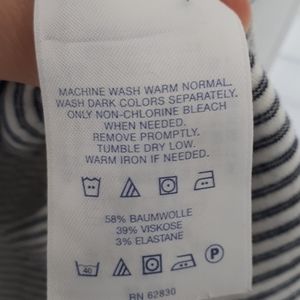 MACHINE WASH WARM NORMAL.
WASH DARK COLORS SEPARATELY.
ONLY NON-CHLORINE BLEACH
WHEN NEEDED.
REMOVE PROMPTLY.
TUMBLE DRY LOW.
WARM IRON IF NEEDED.
58% BAUMWOLLE
39% VISKOSE
3% ELASTANE
40 P
RN 62830